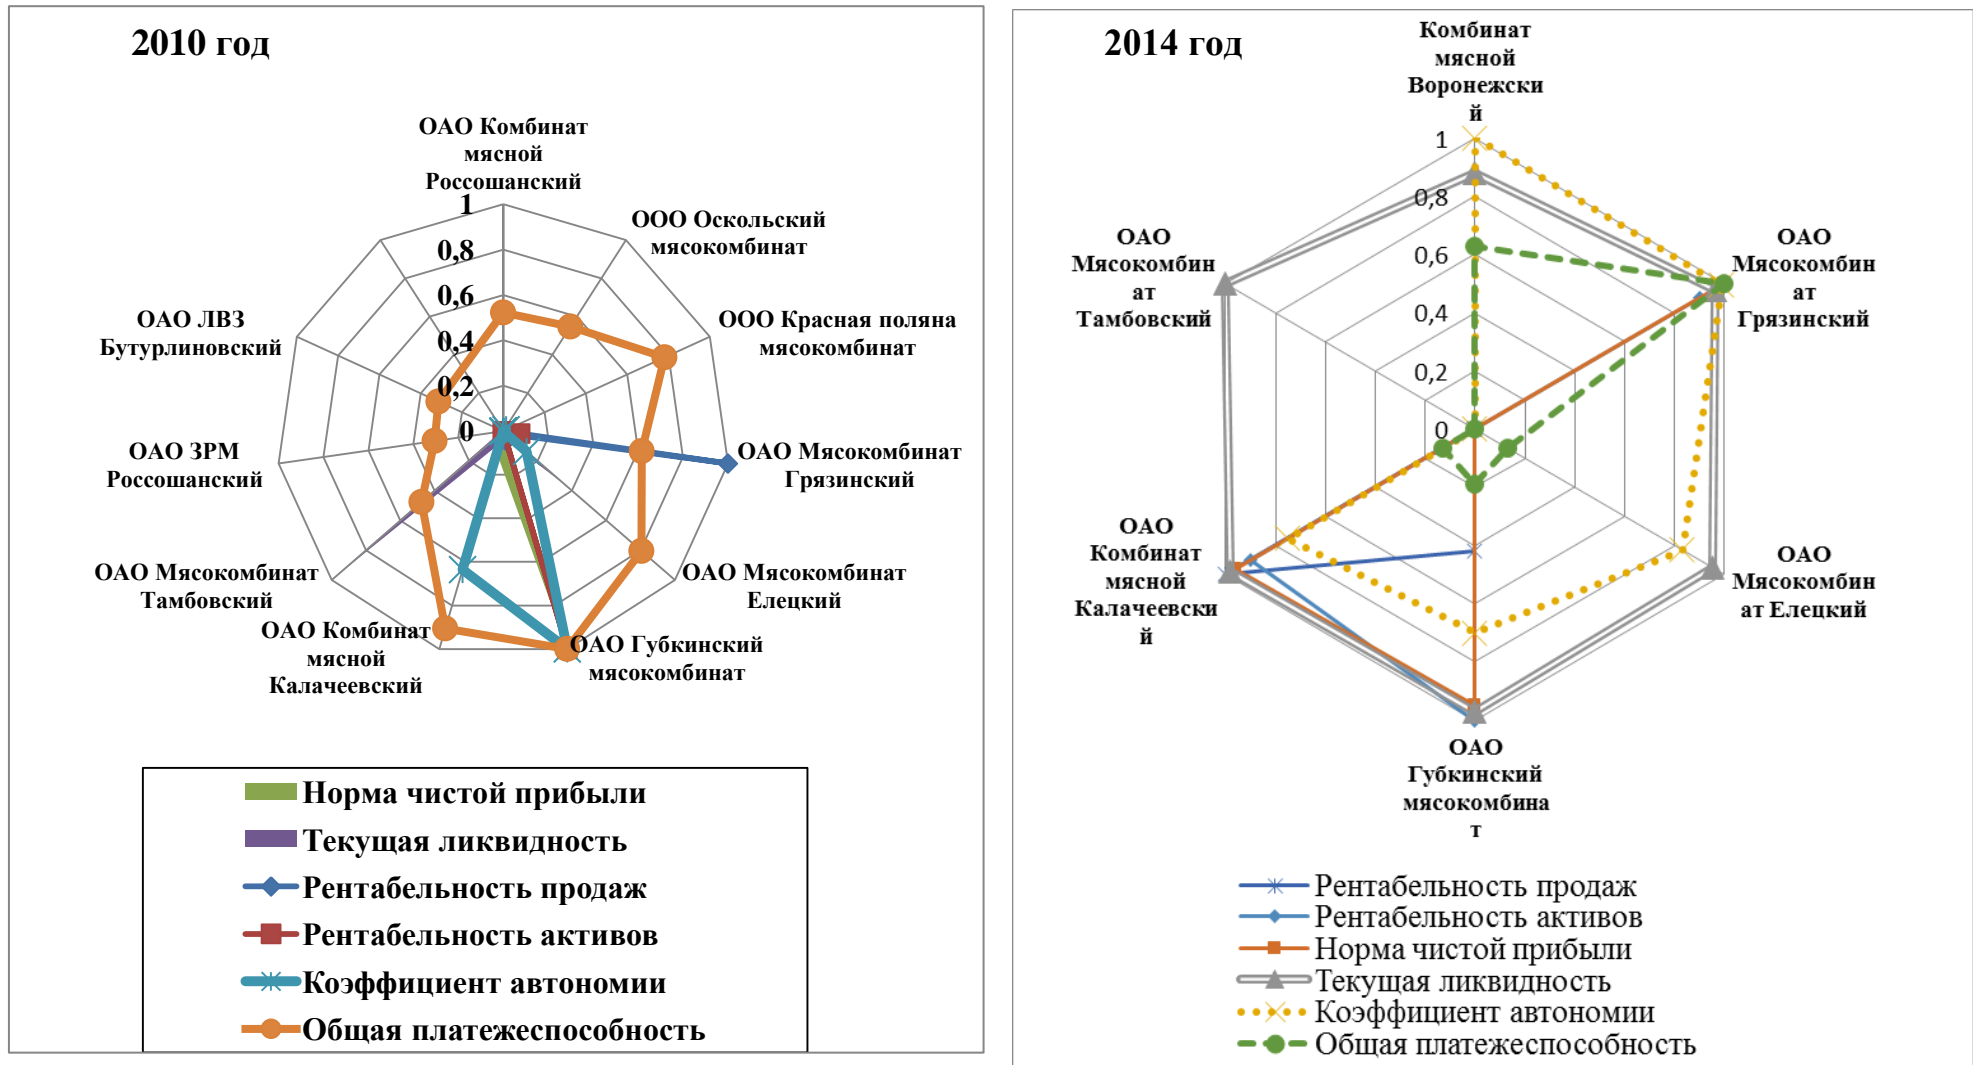 2010 год
ОАО Комбинат
мясной
Россошанский
ООО Оскольский
мясокомбинат
ООО Красная поляна
мясокомбинат
ОАО Мясокомбинат
Грязинский
ОАО Мясокомбинат
Елецкий
ОАО Губкинский
мясокомбинат
ОАО Комбинат
мясной
Калачеевский
ОАО Мясокомбинат
Тамбовский
ОАО ЗРМ
Россошанский
ОАО ЛВЗ
Бутурлиновский
1
0,8
0,6
0,4
0,2
0
Норма чистой прибыли
Текущая ликвидность
Рентабельность продаж
Рентабельность активов
Коэффициент автономии
Общая платежеспособность
2014 год
Комбинат
мясной
Воронежски
й
ОАО
Мясокомбин
ат
Грязинский
ОАО
Мясокомбин
ат Елецкий
ОАО
Губкинский
мясокомбина
т
ОАО
Комбинат
мясной
Калачеевски
й
ОАО
Мясокомбин
ат
Тамбовский
1
0,8
0,6
0,4
0,2
0
Рентабельность продаж
Рентабельность активов
Норма чистой прибыли
Текущая ликвидность
Коэффициент автономии
Общая платежеспособность